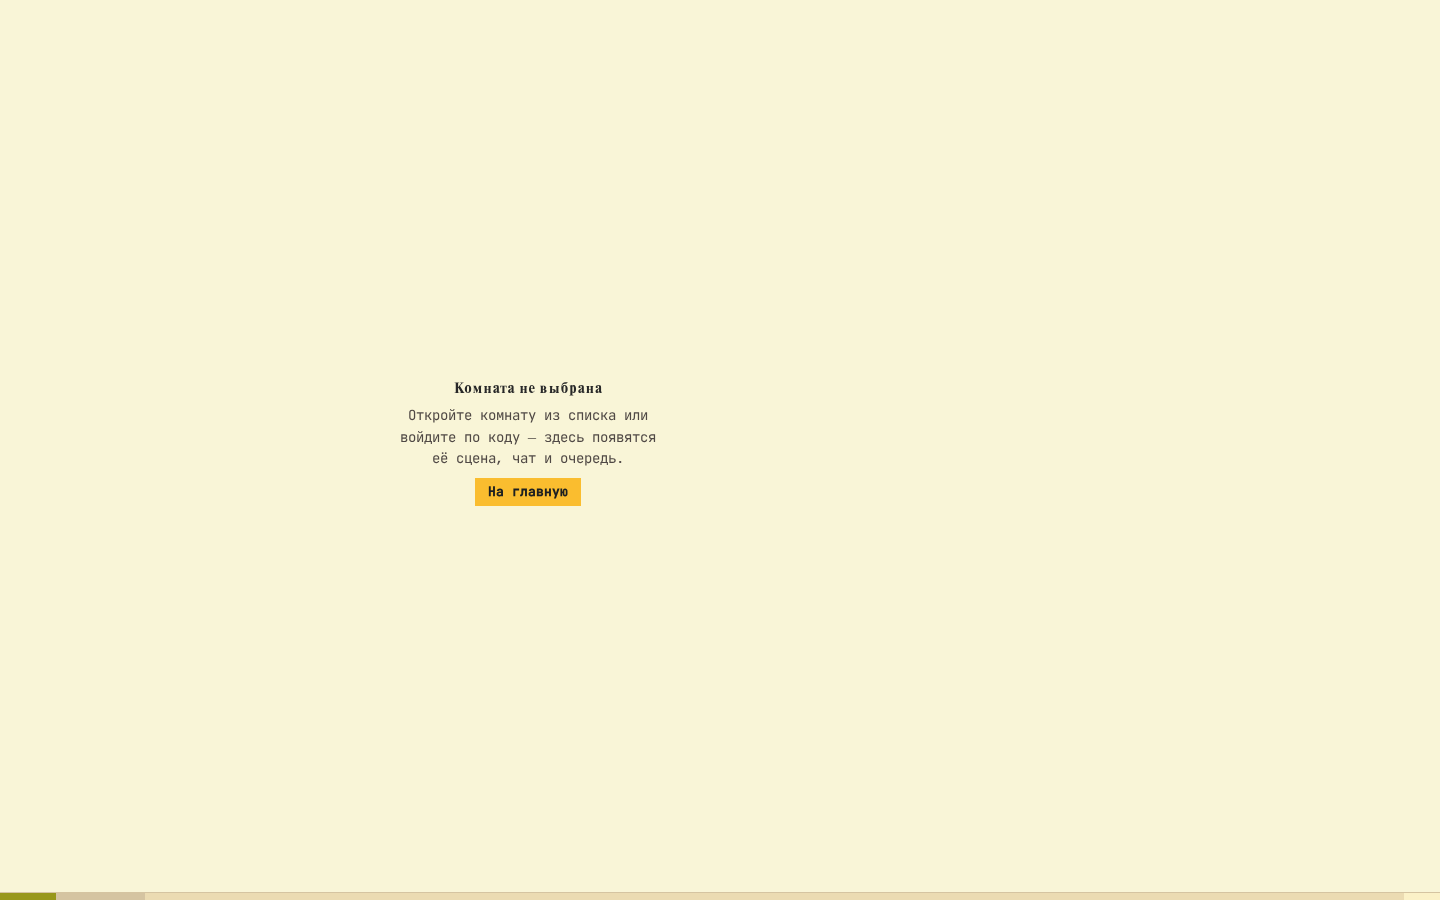 Комната не выбрана
Откройте комнату из списка или
войдите по коду — здесь появятся
её сцена, чат и очередь.
На главную